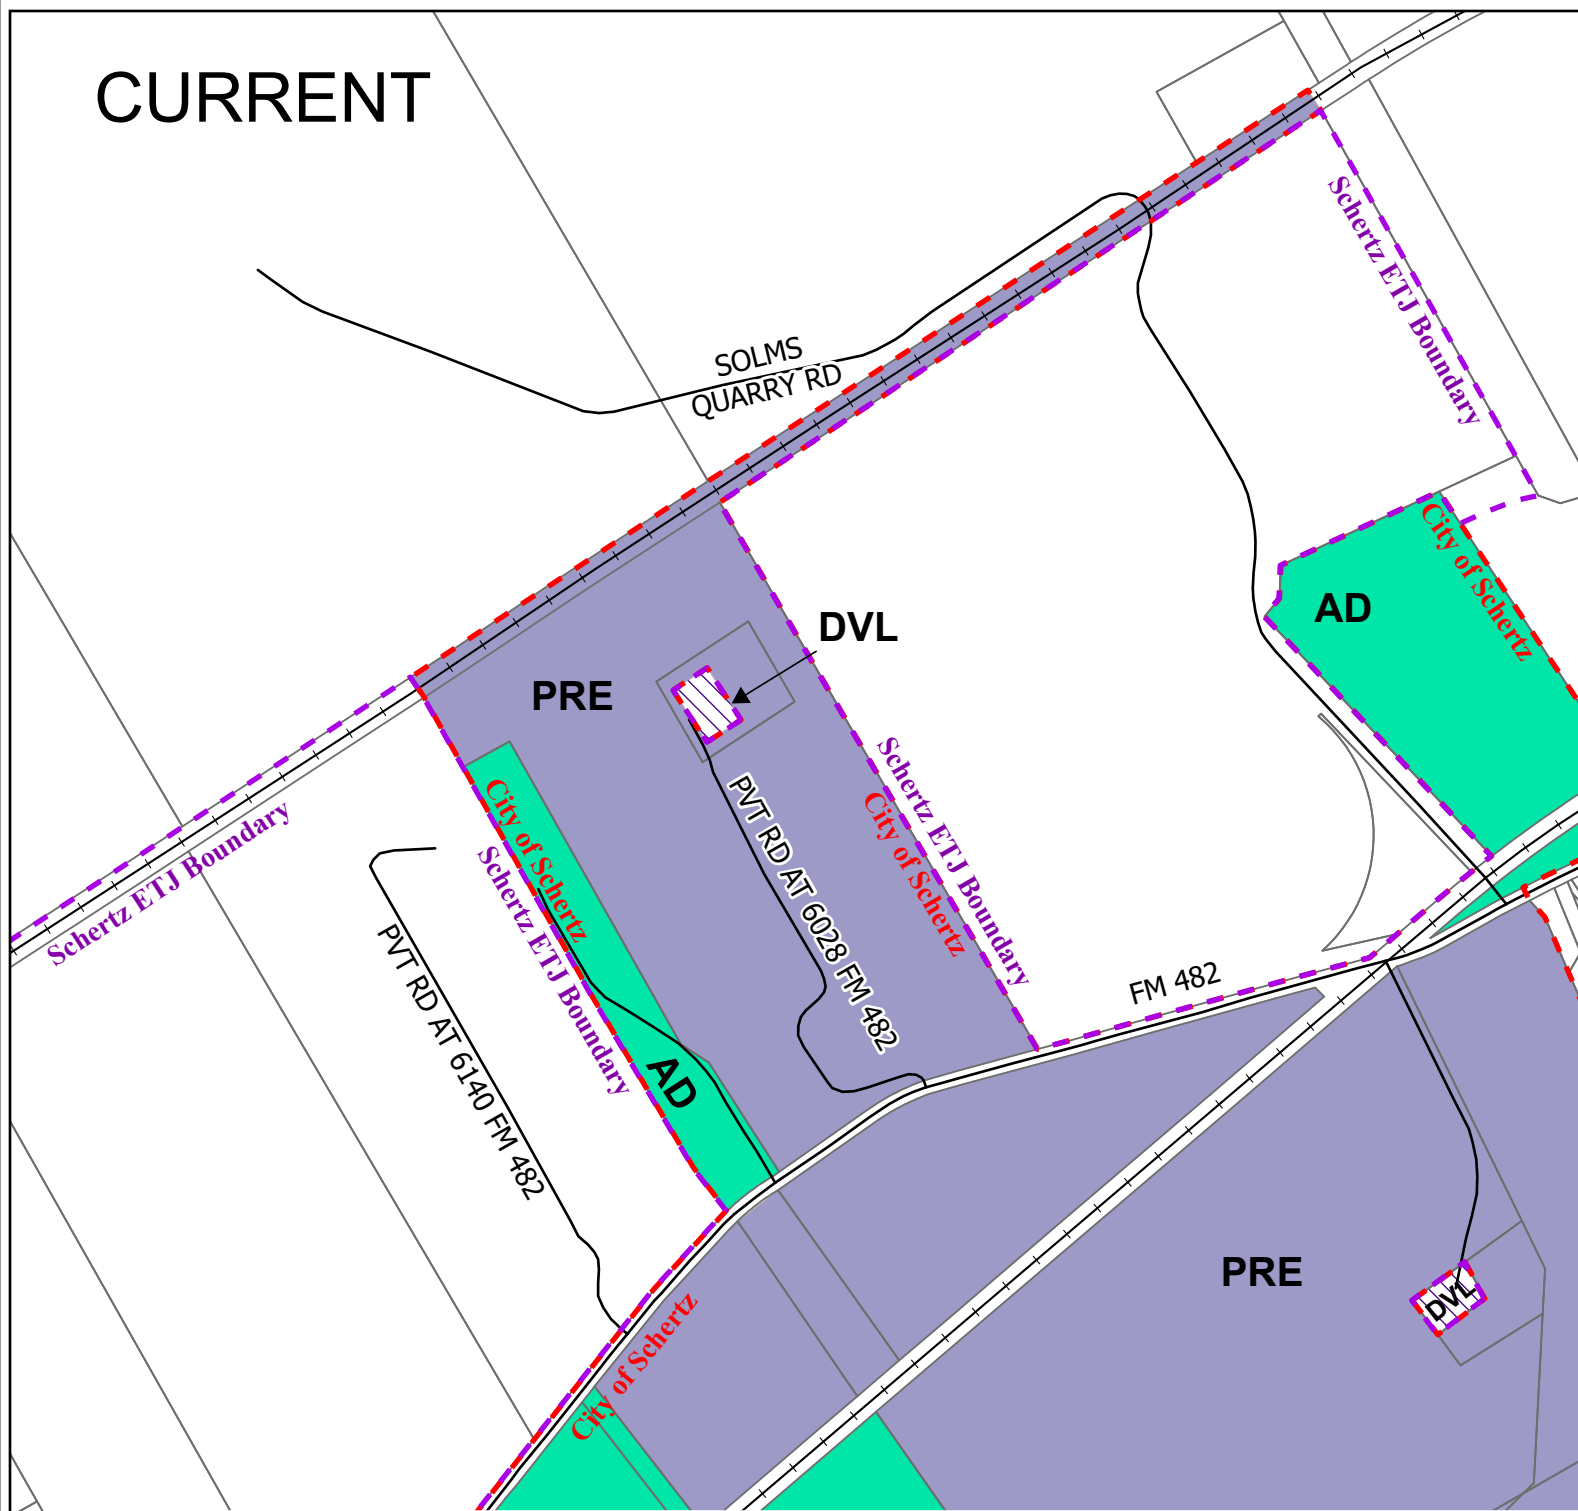 CURRENT
Schertz ETJ Boundary
SOLMS
QUARRY RD
City of Schertz
AD
DVL
PRE
Schertz ETJ Boundary
City of Schertz
Schertz ETJ Boundary
PVT RD AT 6028 FM 482
Schertz ETJ Boundary
City of Schertz
PVT RD AT 6140 FM 482
FM 482
AD
PRE
DVL
City of Schertz